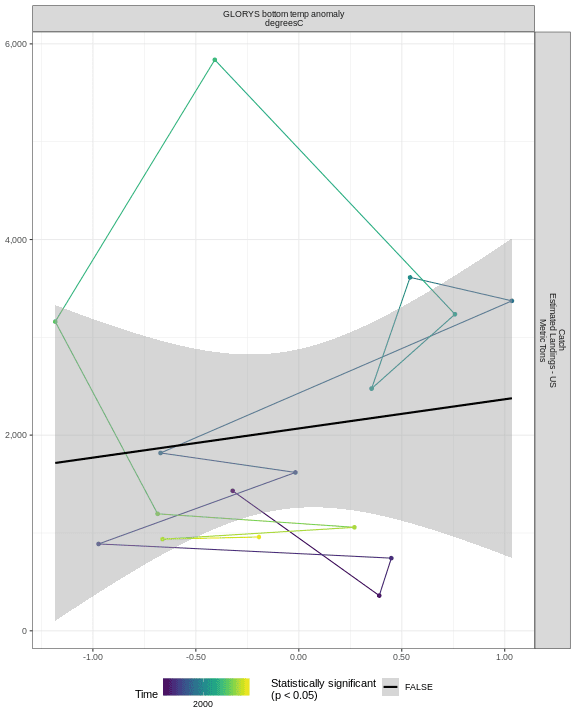 GLORYS bottom temp anomaly
degreesC
6,000
4,000
2,000
0
Catch
Estimated Landings - US
Metric Tons
-1.00
-0.50
0.00
0.50
1.00
Time
2000
Statistically significant
(p < 0.05)
FALSE